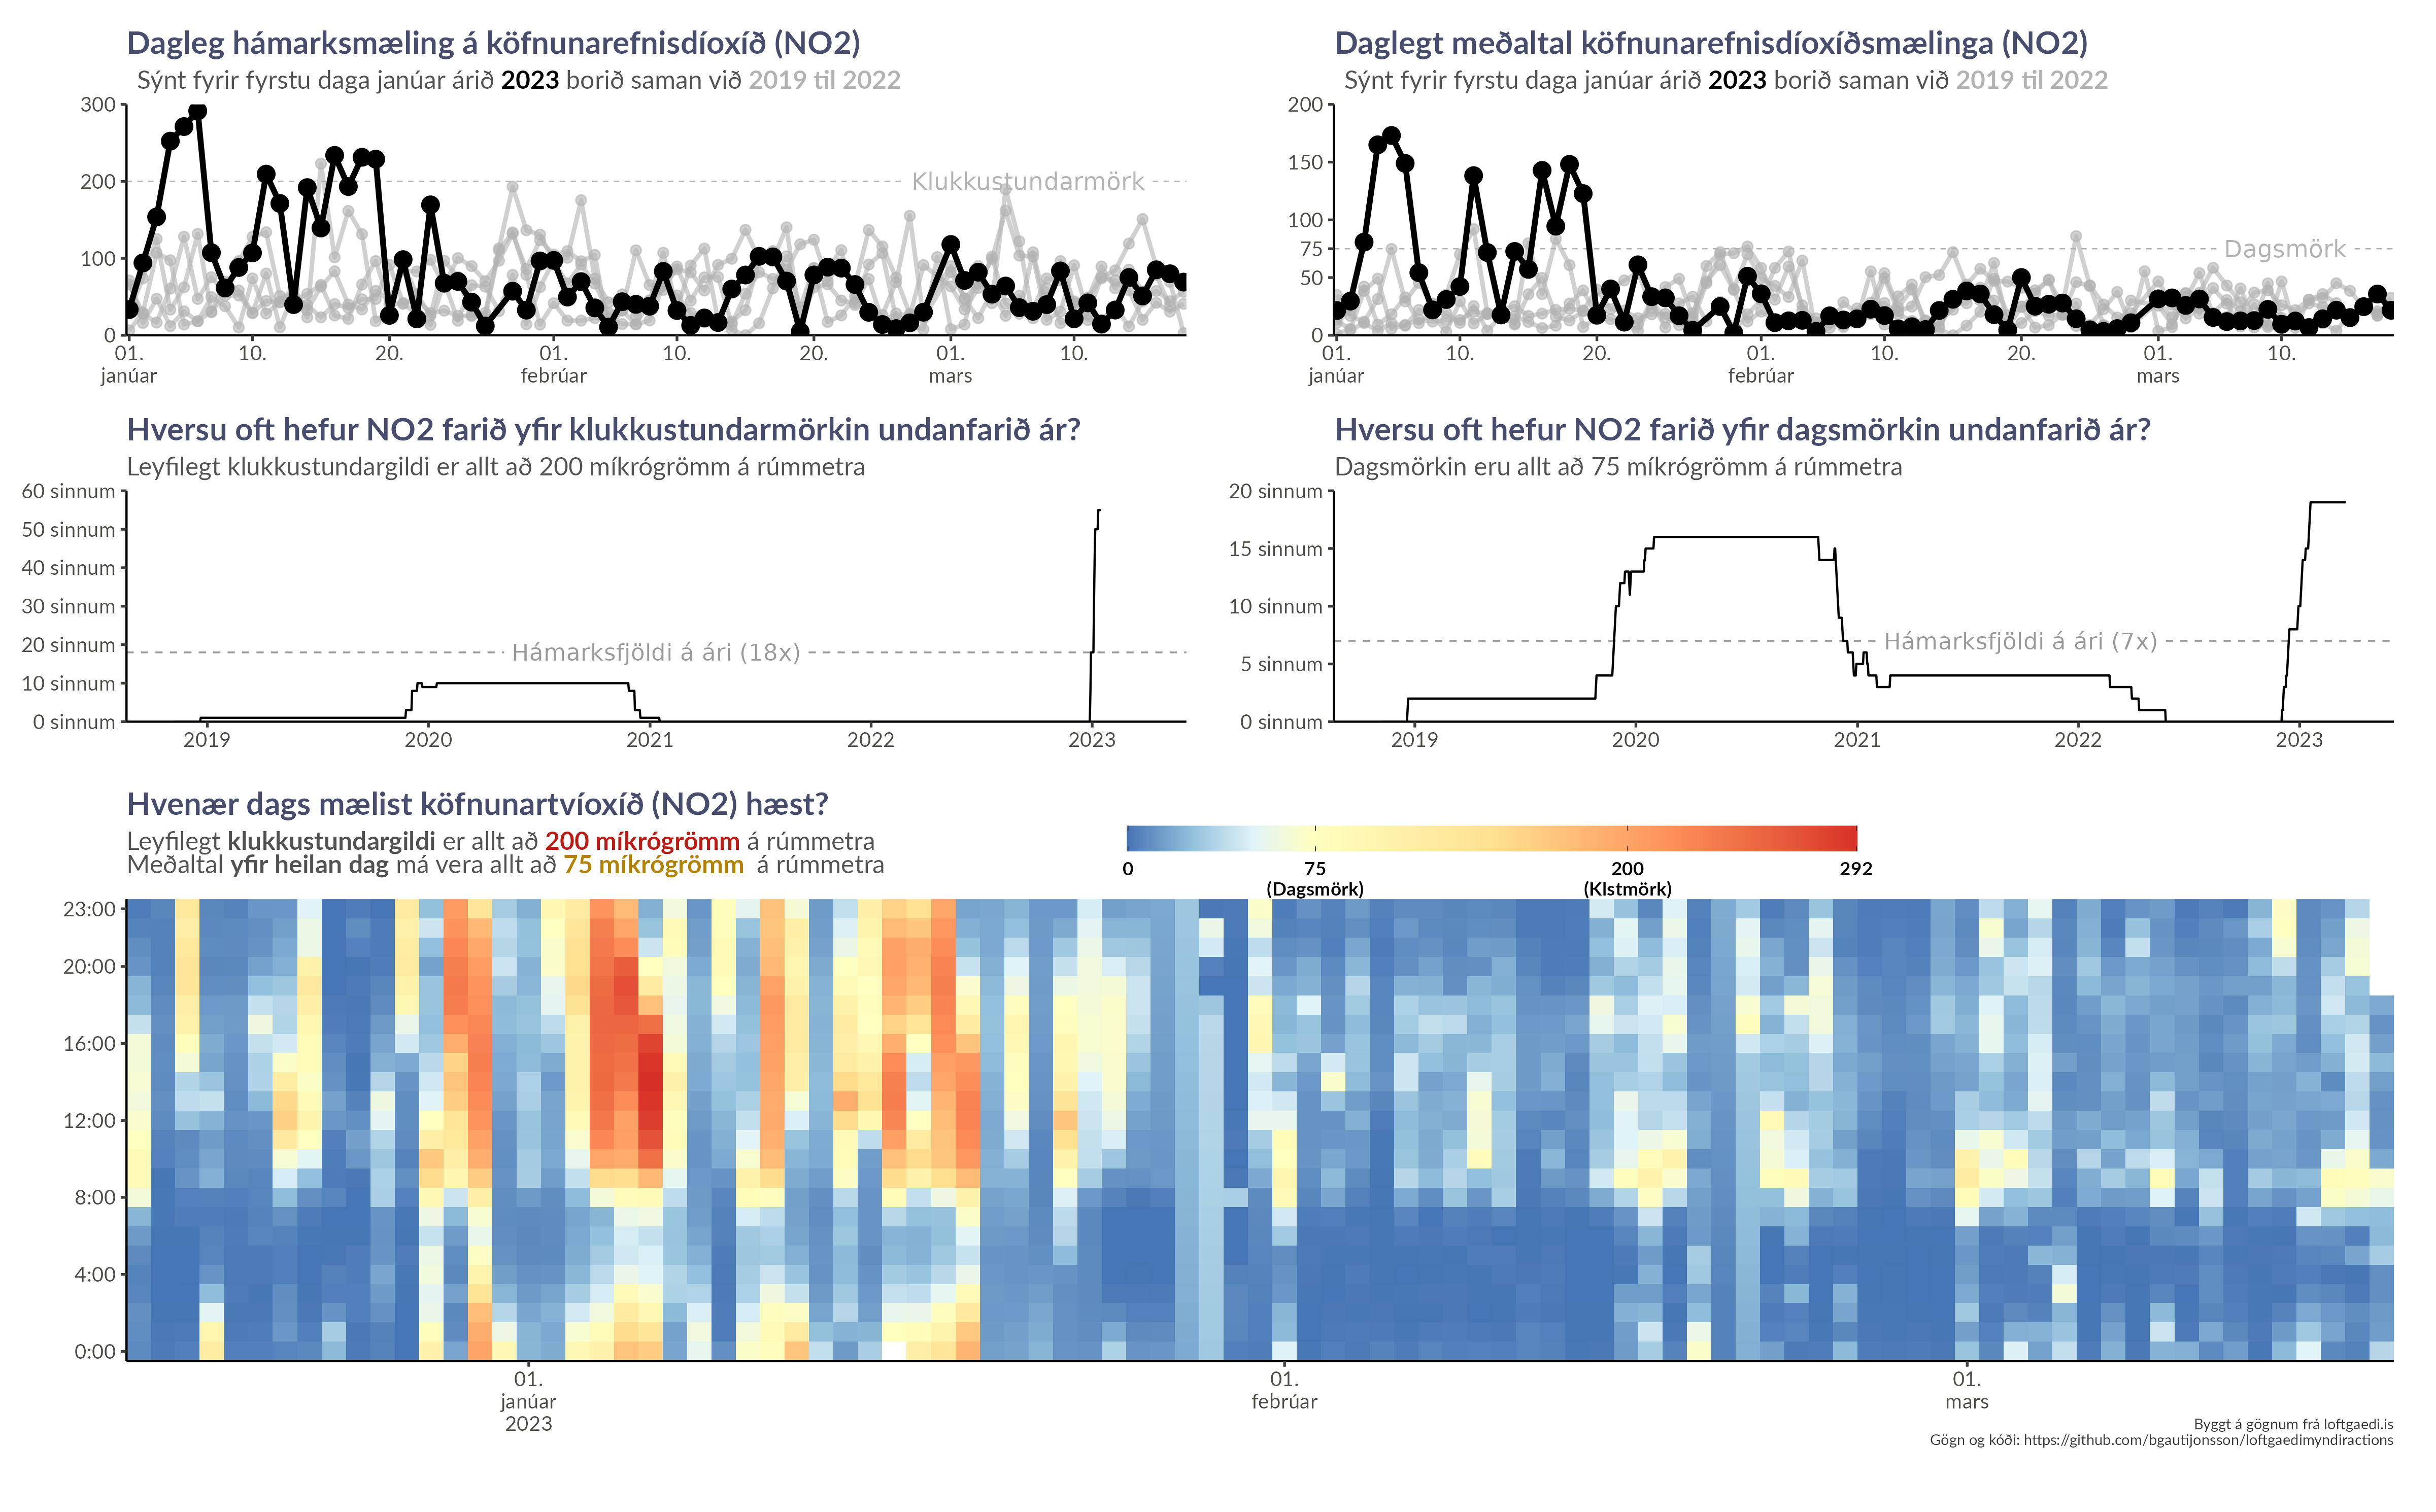 Dagleg hámarksmæling á köfnunarefnisdíoxíð (NO2)
Sýnt fyrir fyrstu daga janúar árið 2023 borið saman við 2019 til 2022
300
200
100
0
Klukkustundarmörk
01. 10. 20. 01. 10. 20. 01. 10.
janúar febrúar mars
Daglegt meðaltal köfnunarefnisdíoxíðsmælinga (NO2)
Sýnt fyrir fyrstu daga janúar árið 2023 borið saman við 2019 til 2022
200
150
100
75
50
0
Dagsmörk
01. 10. 20. 01. 10. 20. 01. 10.
janúar febrúar mars
Hversu oft hefur NO2 farið yfir klukkustundarmörkin undanfarið ár?
Leyfilegt klukkustundargildi er allt að 200 míkrógrömm á rúmmetra
60 sinnum
50 sinnum
40 sinnum
30 sinnum
20 sinnum
10 sinnum
0 sinnum
Hámarksfjöldi á ári (18x)
2019 2020 2021 2022 2023
Hversu oft hefur NO2 farið yfir dagsmörkin undanfarið ár?
Dagsmörkin eru allt að 75 míkrógrömm á rúmmetra
20 sinnum
15 sinnum
10 sinnum
5 sinnum
0 sinnum
Hámarksfjöldi á ári (7x)
2019 2020 2021 2022 2023
Hvenær dags mælist köfnunartvíoxíð (NO2) hæst?
Leyfilegt klukkustundargildi er allt að 200 míkrógrömm á rúmmetra
Meðaltal yfir heilan dag má vera allt að 75 míkrógrömm á rúmmetra
0 75 200 292
(Dagsmörk) (Klstmörk)
23:00
20:00
16:00
12:00
8:00
4:00
0:00
01. 01. 01.
janúar febrúar mars
2023
Byggt á gögnum frá loftgaedi.is
Gögn og kóði: https://github.com/bgautijonsson/loftgaedimyndiractions